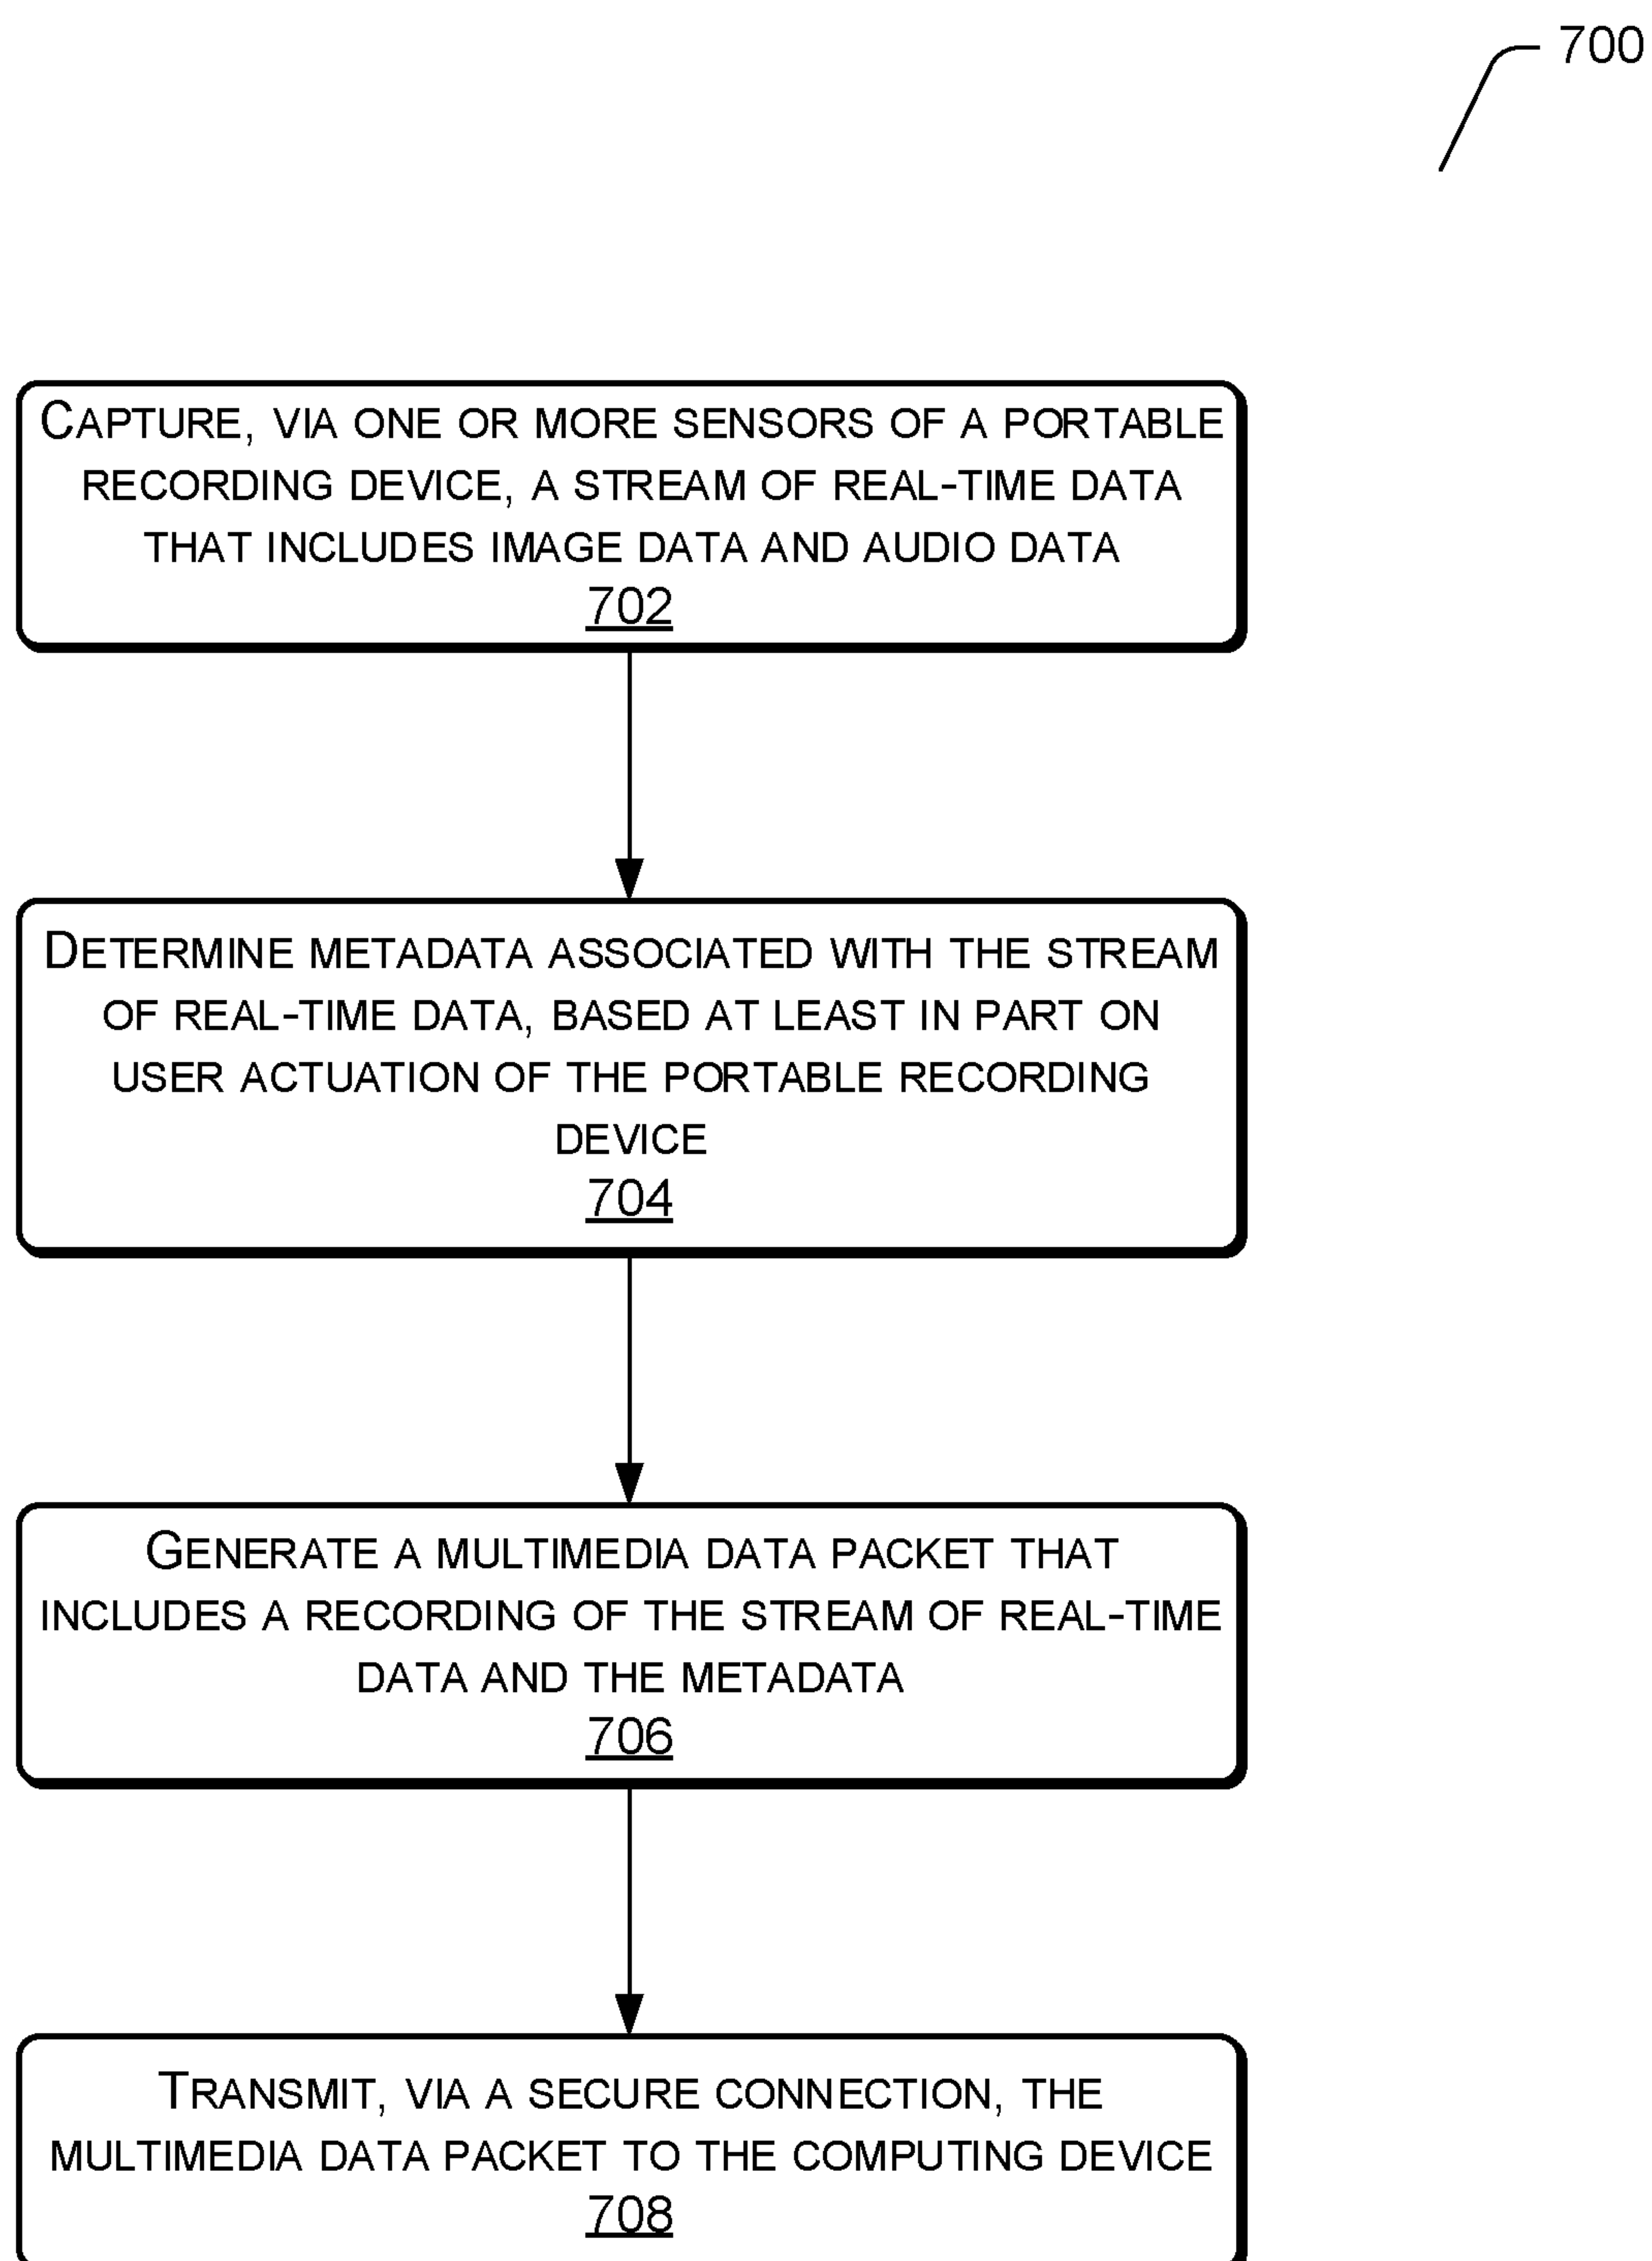 700
CAPTURE, VIA ONE OR MORE SENSORS OF A PORTABLE
RECORDING DEVICE, A STREAM OF REAL-TIME DATA
THAT INCLUDES IMAGE DATA AND AUDIO DATA
702
DETERMINE METADATA ASSOCIATED WITH THE STREAM
OF REAL-TIME DATA, BASED AT LEAST IN PART ON
USER ACTUATION OF THE PORTABLE RECORDING
DEVICE
704
GENERATE A MULTIMEDIA DATA PACKET THAT
INCLUDES A RECORDING OF THE STREAM OF REAL-TIME
DATA AND THE METADATA
706
TRANSMIT, VIA A SECURE CONNECTION, THE
MULTIMEDIA DATA PACKET TO THE COMPUTING DEVICE
708